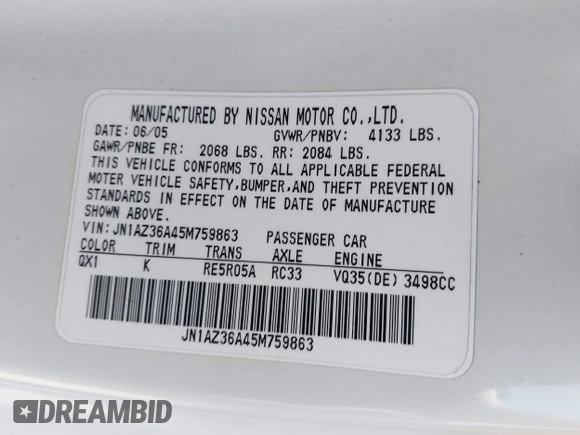 MANUFACTURED BY NISSAN MOTOR CO.,LTD.
DATE: 06/05 GVWR/PNBV: 4133 LBS.
GAWR/PNBE FR: 2068 LBS. RR: 2084 LBS.
THIS VEHICLE CONFORMS TO ALL APPLICABLE FEDERAL
MOTOR VEHICLE SAFETY,BUMPER,AND THEFT PREVENTION
STANDARDS IN EFFECT ON THE DATE OF MANUFACTURE
SHOWN ABOVE.
VIN: JN1AZ36A45M759863 PASSENGER CAR
COLOR TRIM TRANS AXLE ENGINE
QX1 K RE5R05A RC33 VQ35(DE) 3498CC
JN1AZ36A45M759863
DREAMBID